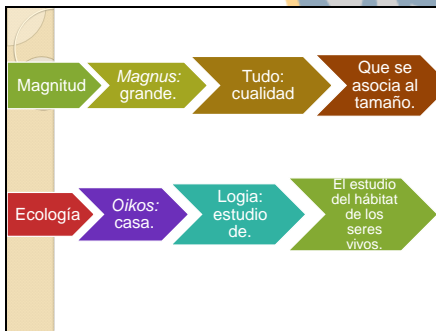 Magnitud
Magnus:
grande.
Tudo:
cualidad
Que se
asocia al
tamaño.
Ecología
Oikos:
casa.
Logia:
estudio
de.
El estudio
del hábitat
de los
seres
vivos.